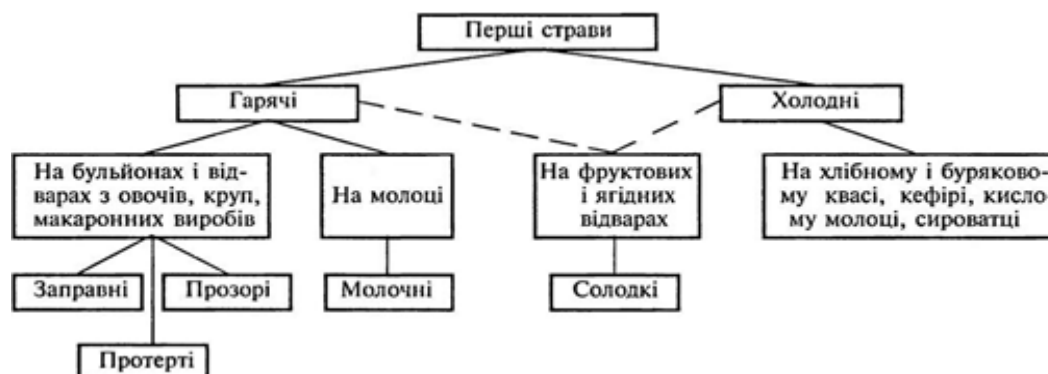 Перші страви
Гарячі
Холодні
На бульйонах і від-
варах з овочів, круп,
макаронних виробів
На молоці
На фруктових
і ягідних
відварах
На хлібному і буряково-
му квасі, кефірі, кисло-
му молоці, сироватці
Заправні
Прозорі
Молочні
Солодкі
Протерті